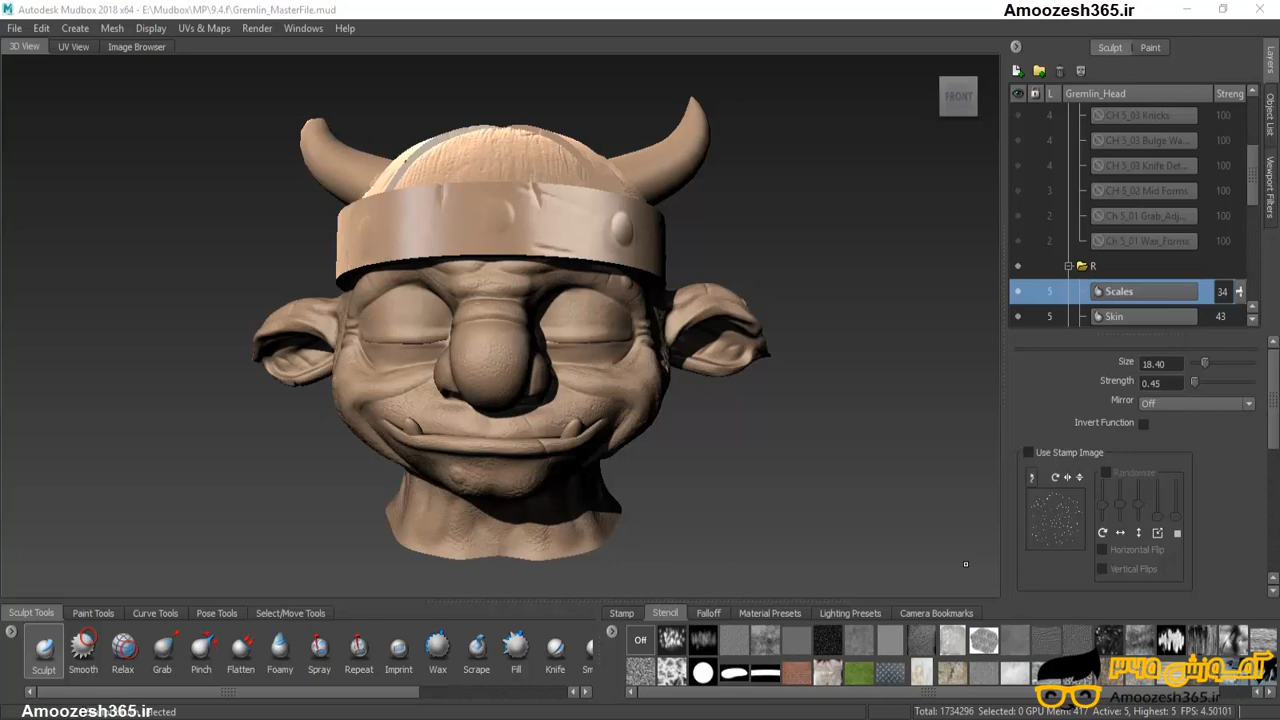 Autodesk Mudbox 2018 x64 - E:\Mudbox\MP\9.4.f\Gremlin_MasterFile.mud
Amoozesh365.ir
File Edit Create Mesh Display UVs & Maps Render Windows Help
3D View UV View Image Browser
Sculpt Paint
Layers
Object List
Viewport Filters
L Gremlin_Head Streng
4 CH 5_03 Knicks 100
4 CH 5_03 Bulge Wa... 100
4 CH 5_03 Knife Det... 100
3 CH 5_02 Mid Forms 100
2 CH 5_01 Grab_Adj... 100
2 Ch 5_01 Wax_Forms 100
R
5 Scales 34
5 Skin 43
FRONT
Size 18.40
Strength 0.45
Mirror Off
Invert Function
Use Stamp Image
Randomize
Horizontal Flip
Vertical Flips
Sculpt Tools Paint Tools Curve Tools Pose Tools Select/Move Tools
Stamp Stencil Falloff Material Presets Lighting Presets Camera Bookmarks
Off
Sculpt Smooth Relax Grab Pinch Flatten Foamy Spray Repeat Imprint Wax Scrape Fill Knife Sm
آموزش ۳۶۵
Amoozesh365.ir
Amoozesh365.ir
Total: 1734296 Selected: 0 GPU Mem: 417 Active: 5, Highest: 5 FPS: 4.50101